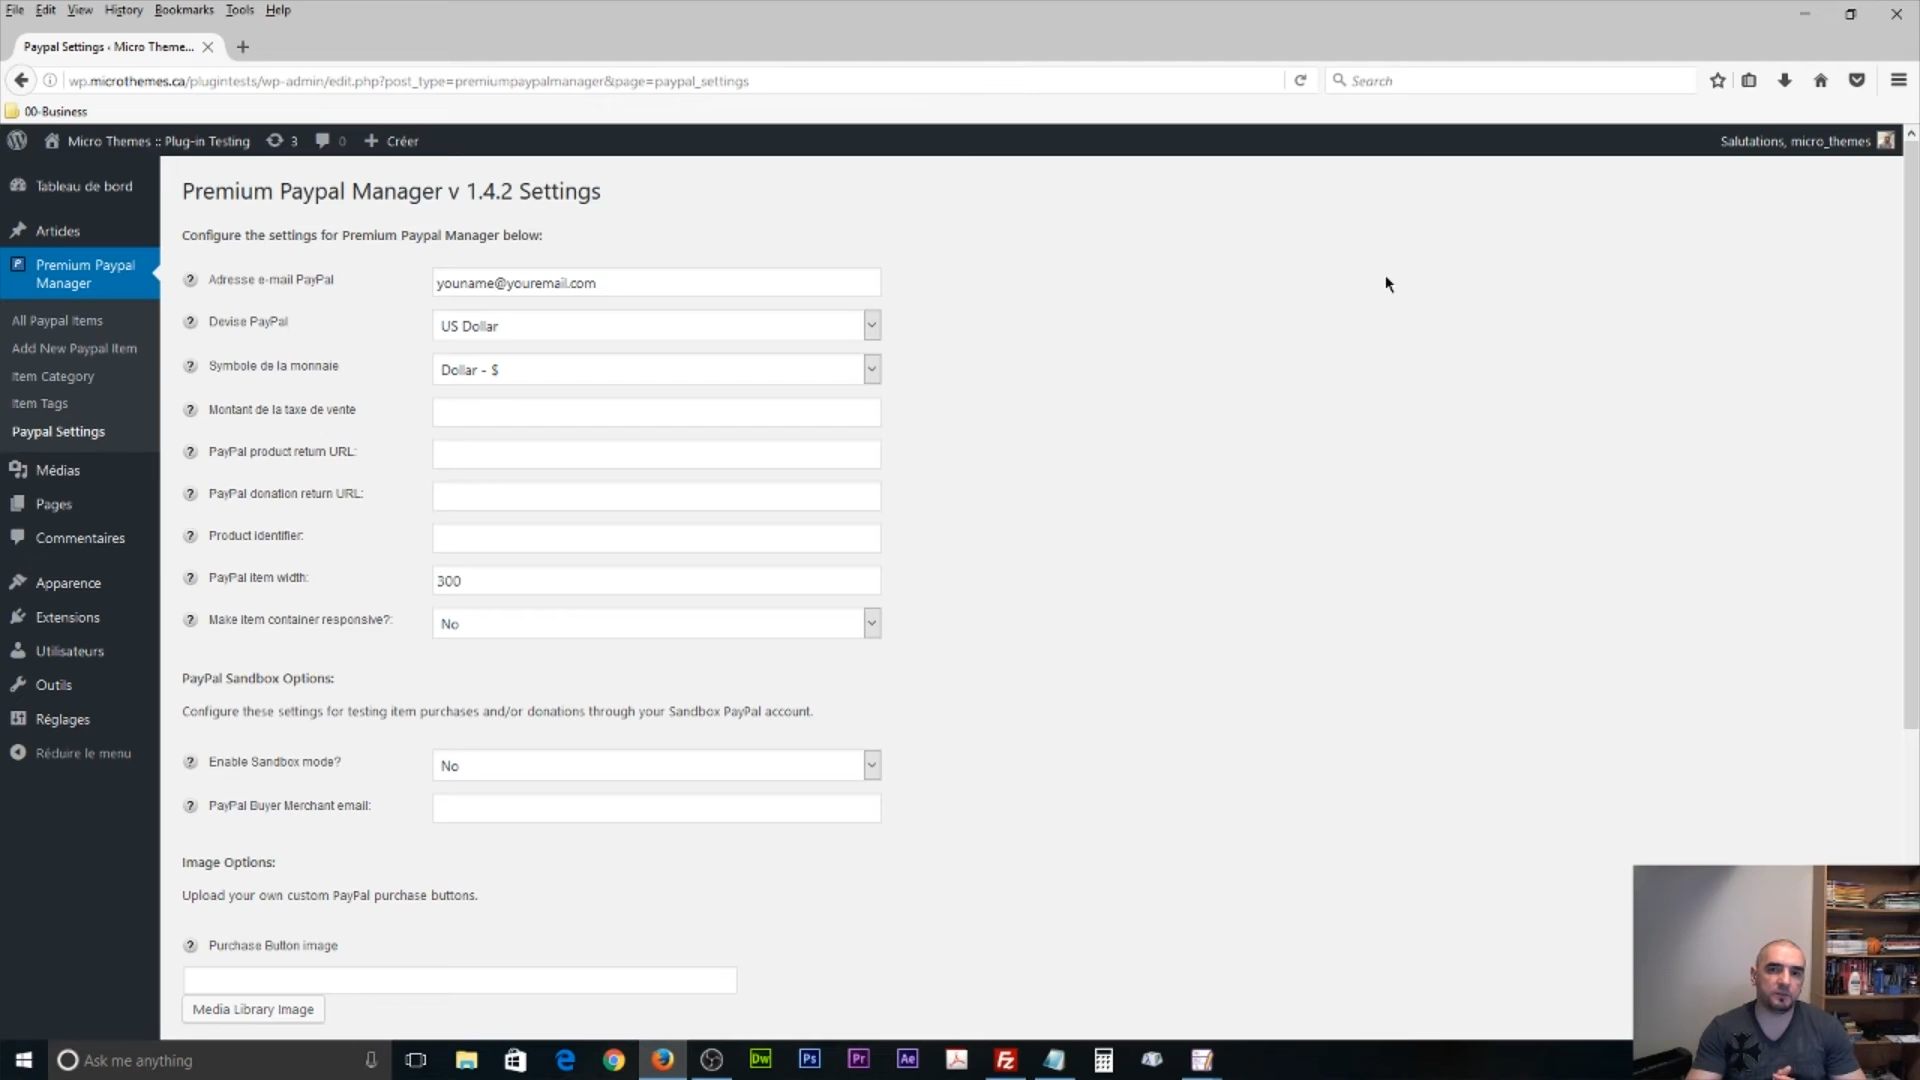 File Edit View History Bookmarks Tools Help
Paypal Settings ‹ Micro Theme...
wp.microthemes.ca/plugintests/wp-admin/edit.php?post_type=premiumpaypalmanager&page=paypal_settings
Search
00-Business
Micro Themes :: Plug-in Testing 3 0 + Créer
Salutations, micro_themes
Tableau de bord
Articles
Premium Paypal
Manager
All Paypal Items
Add New Paypal Item
Item Category
Item Tags
Paypal Settings
Médias
Pages
Commentaires
Apparence
Extensions
Utilisateurs
Outils
Réglages
Réduire le menu
Premium Paypal Manager v 1.4.2 Settings
Configure the settings for Premium Paypal Manager below:
? Adresse e-mail PayPal youname@youremail.com
? Devise PayPal US Dollar
? Symbole de la monnaie Dollar - $
? Montant de la taxe de vente
? PayPal product return URL:
? PayPal donation return URL:
? Product identifier:
? PayPal item width: 300
? Make item container responsive?: No
PayPal Sandbox Options:
Configure these settings for testing item purchases and/or donations through your Sandbox PayPal account.
? Enable Sandbox mode? No
? PayPal Buyer Merchant email:
Image Options:
Upload your own custom PayPal purchase buttons.
? Purchase Button image
Media Library Image
Ask me anything
Dw Ps Pr Ae Fz